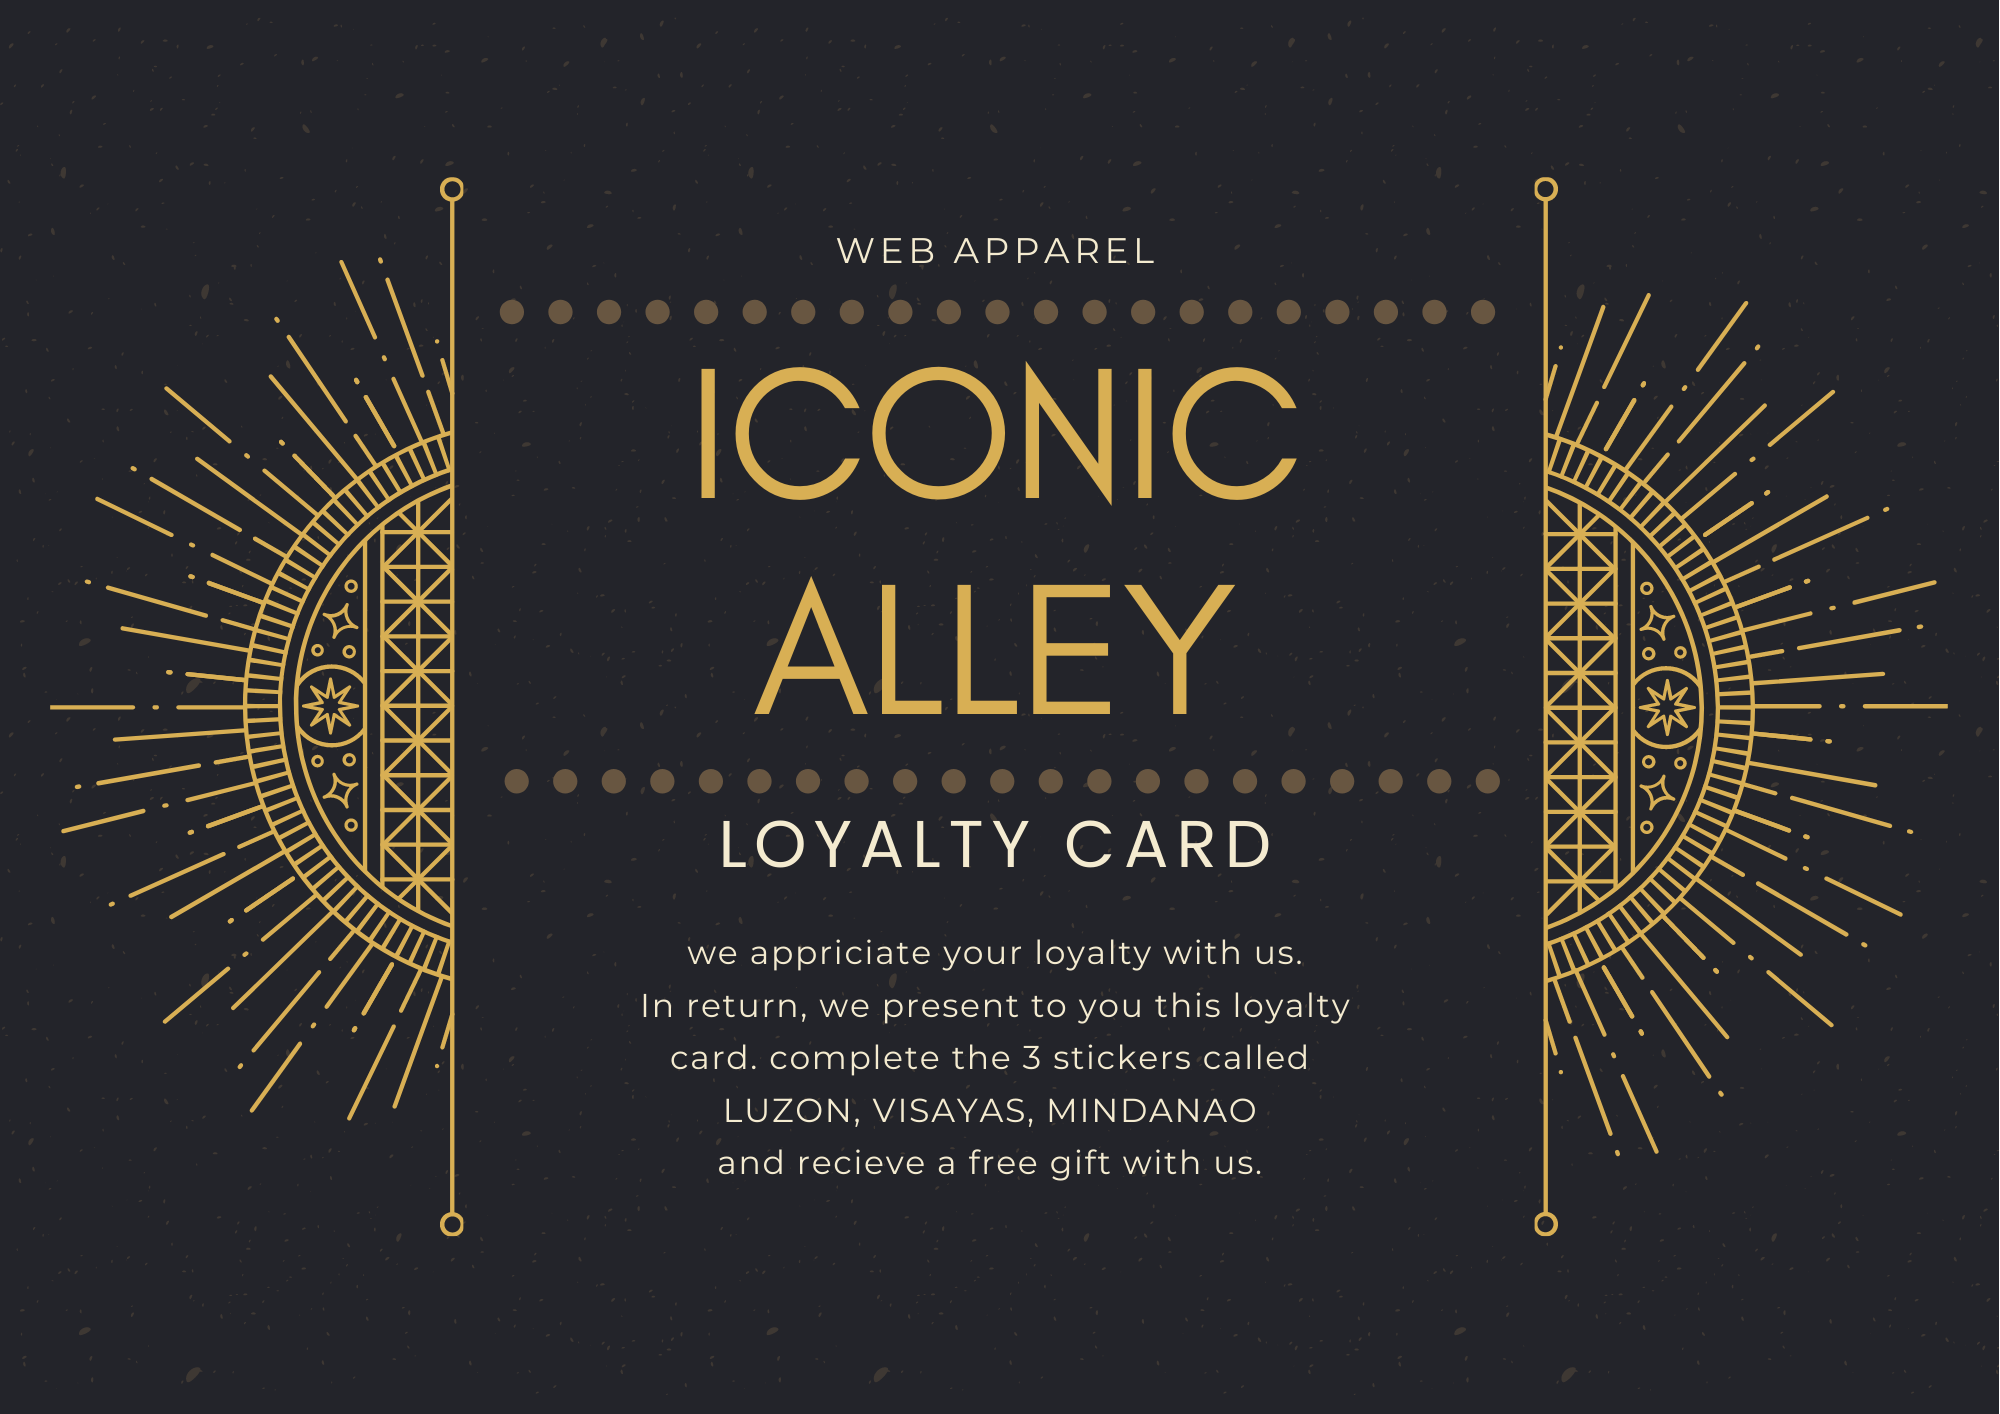 WEB APPAREL
ICONIC
ALLEY
LOYALTY CARD
we appriciate your loyalty with us.
In return, we present to you this loyalty
card. complete the 3 stickers called
LUZON, VISAYAS, MINDANAO
and recieve a free gift with us.